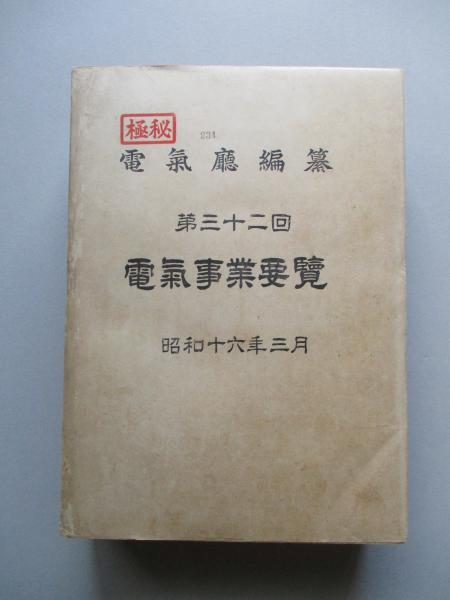 極秘
234
電氣廳編纂
第三十二回
電氣事業要覽
昭和十六年三月